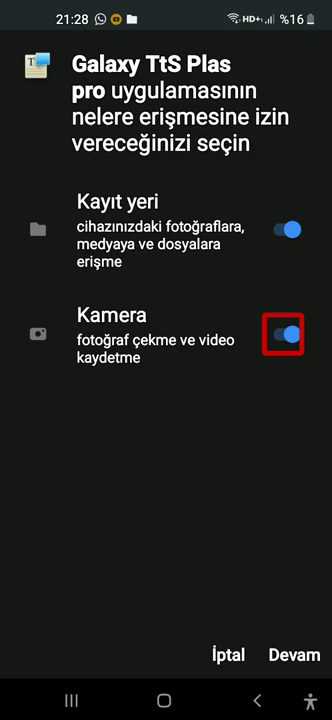 21:28 HD+ %16
Galaxy TtS Plas
pro uygulamasının
nelere erişmesine izin
vereceğinizi seçin
Kayıt yeri
cihazınızdaki fotoğraflara,
medyaya ve dosyalara
erişme
Kamera
fotoğraf çekme ve video
kaydetme
İptal Devam